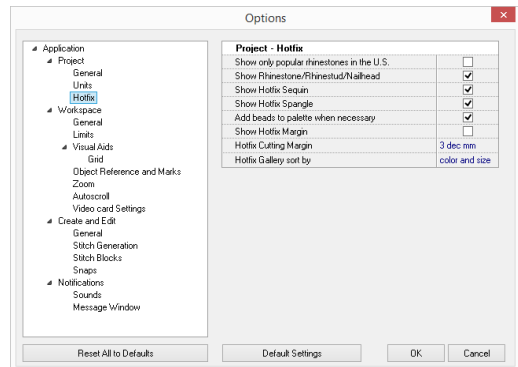 Options
Application
Project
General
Units
Hotfix
Workspace
General
Limits
Visual Aids
Grid
Object Reference and Marks
Zoom
Autoscroll
Video card Settings
Create and Edit
General
Stitch Generation
Stitch Blocks
Snaps
Notifications
Sounds
Message Window
Project - Hotfix
Show only popular rhinestones in the U.S.
Show Rhinestone/Rhinestud/Nailhead
Show Hotfix Sequin
Show Hotfix Spangle
Add beads to palette when necessary
Show Hotfix Margin
Hotfix Cutting Margin 3 dec mm
Hotfix Gallery sort by color and size
Reset All to Defaults Default Settings OK Cancel